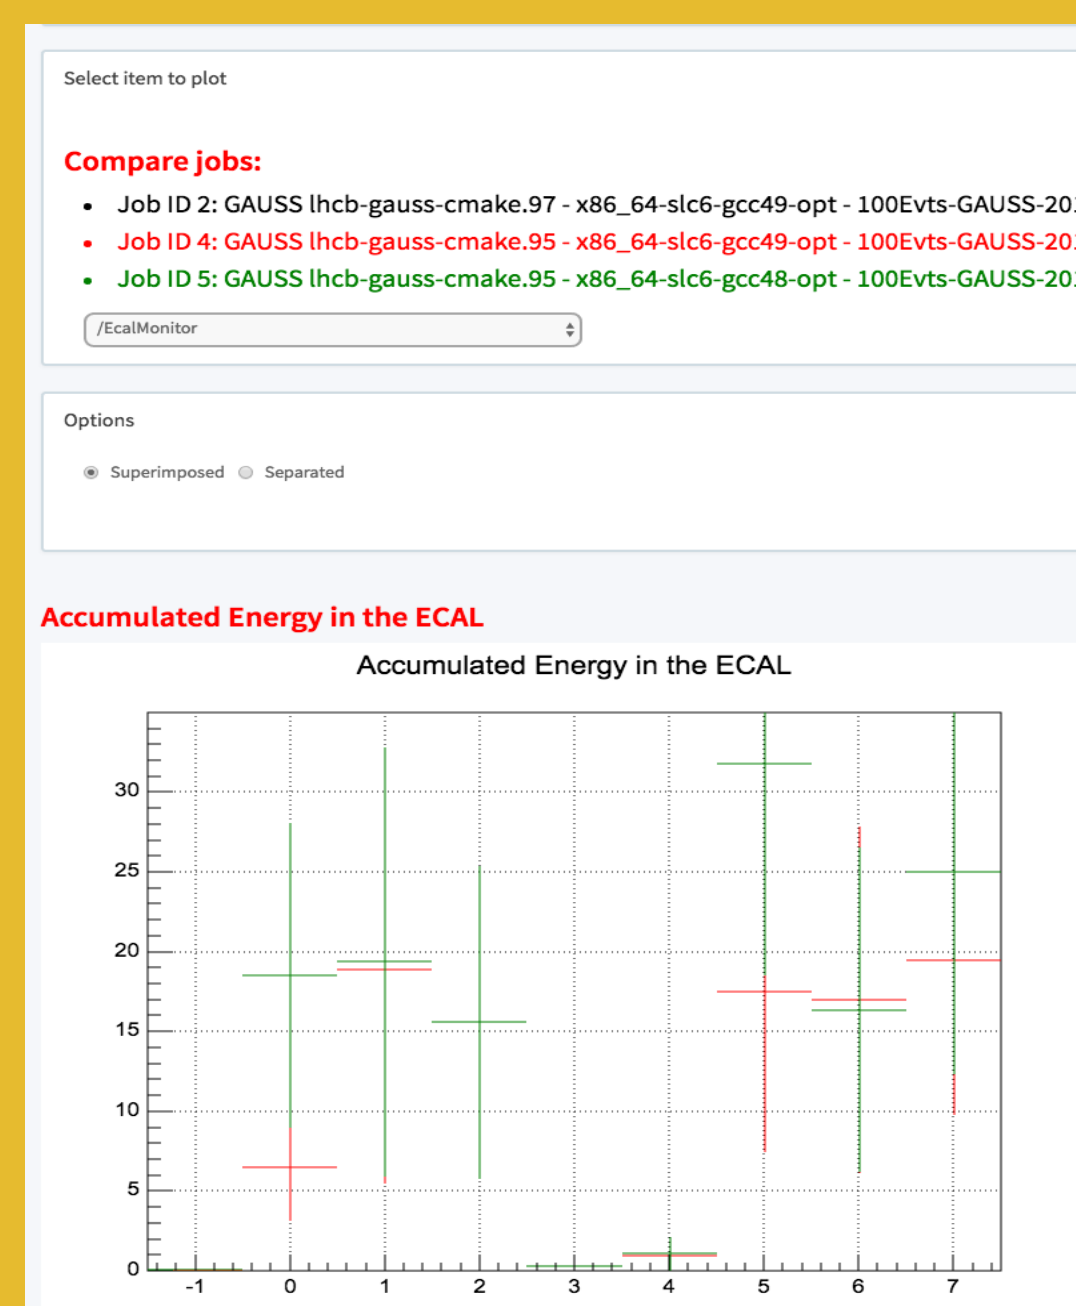 Select item to plot
Compare jobs:
• Job ID 2: GAUSS lhcb-gauss-cmake.97 - x86_64-slc6-gcc49-opt - 100Evts-GAUSS-201
• Job ID 4: GAUSS lhcb-gauss-cmake.95 - x86_64-slc6-gcc49-opt - 100Evts-GAUSS-201
• Job ID 5: GAUSS lhcb-gauss-cmake.95 - x86_64-slc6-gcc48-opt - 100Evts-GAUSS-201
/EcalMonitor
Options
Superimposed Separated
Accumulated Energy in the ECAL
Accumulated Energy in the ECAL
30
25
20
15
10
5
0
-1 0 1 2 3 4 5 6 7